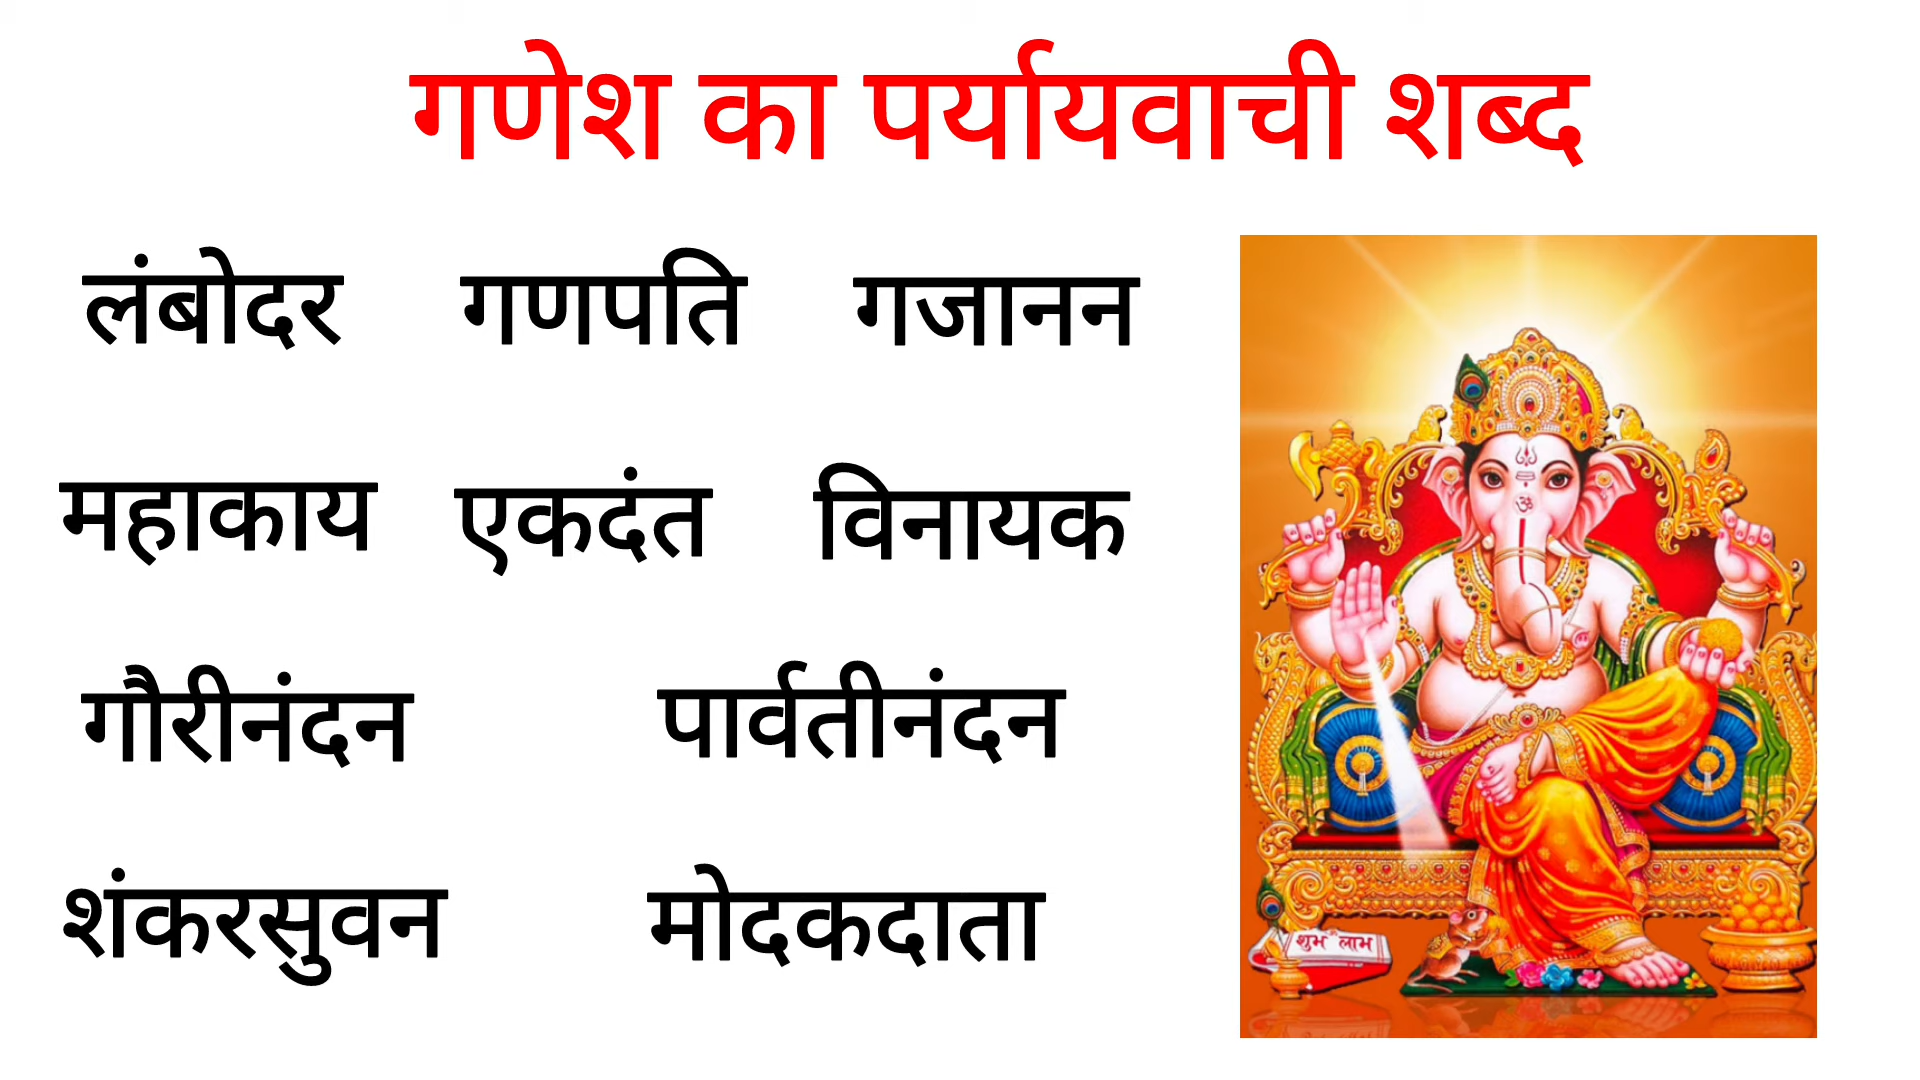 गणेश का पर्यायवाची शब्द
लंबोदर गणपति गजानन
महाकाय एकदंत विनायक
गौरीनंदन पार्वतीनंदन
शंकरसुवन मोदकदाता
ॐ
शुभ लाभ